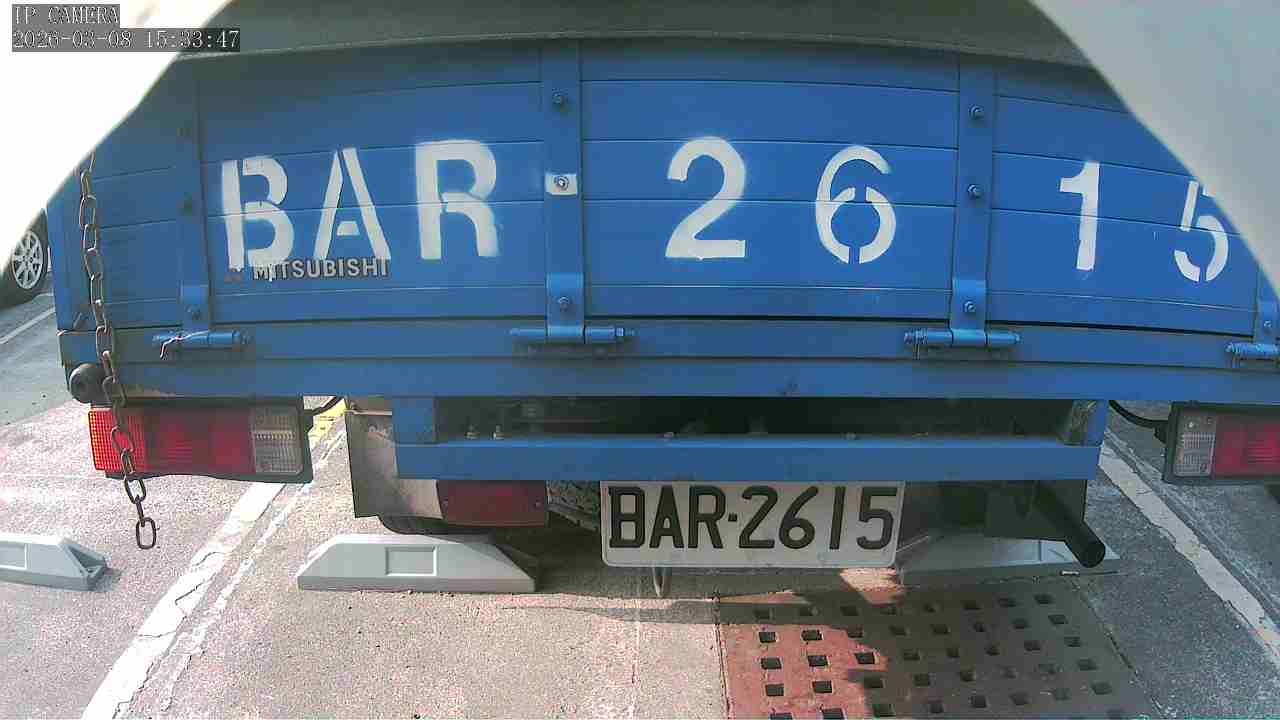 IP CAMERA
2026-03-08 15:33:47
BAR 26 15
MITSUBISHI
BAR·2615